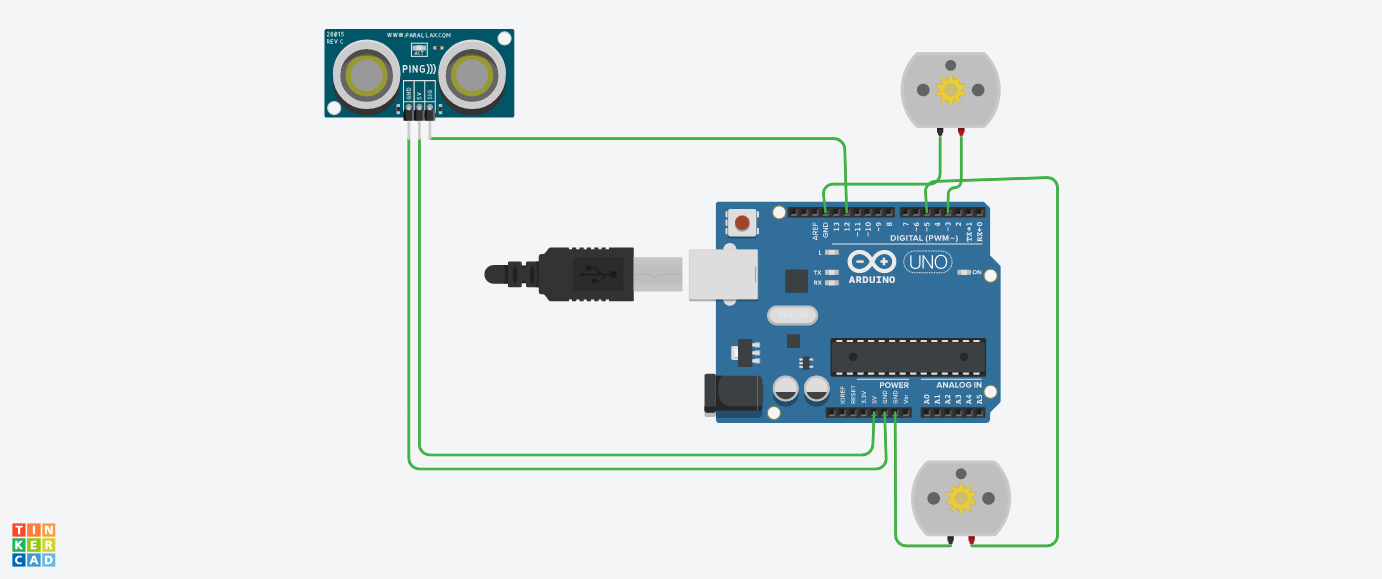 28015
REV C
WWW.PARALLAX.COM
ACT
PING)))
GND
5V
SIG
AREF
GND
13
12
~11
~10
~9
8
7
~6
~5
4
~3
2
TX→1
RX←0
DIGITAL (PWM~)
L
TX
RX
ARDUINO
UNO
ON
POWER
ANALOG IN
IOREF
RESET
3.3V
5V
GND
GND
Vin
A0
A1
A2
A3
A4
A5
TIN
KER
CAD